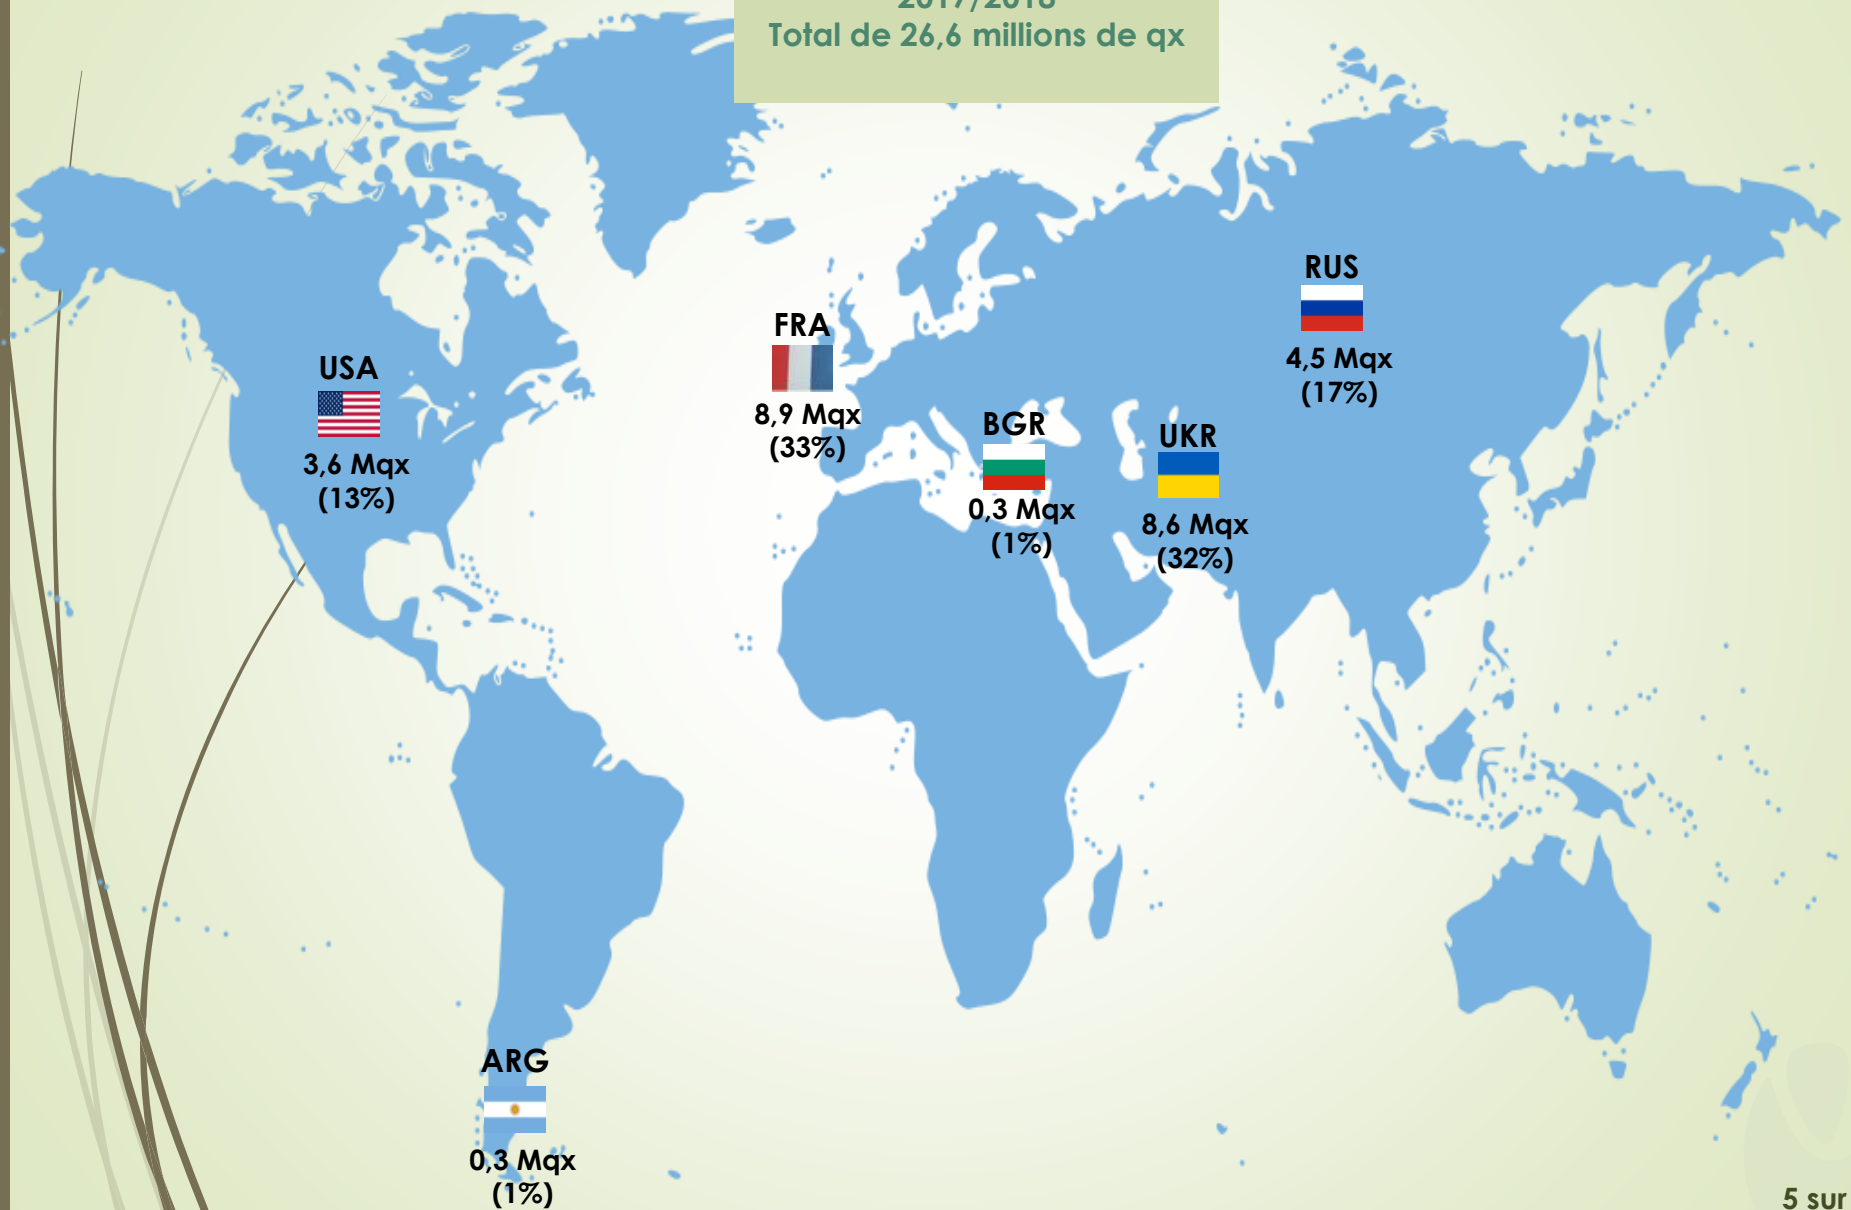 2017/2018
Total de 26,6 millions de qx
RUS
4,5 Mqx
(17%)
FRA
8,9 Mqx
(33%)
USA
3,6 Mqx
(13%)
BGR
0,3 Mqx
(1%)
UKR
8,6 Mqx
(32%)
ARG
0,3 Mqx
(1%)
5 sur